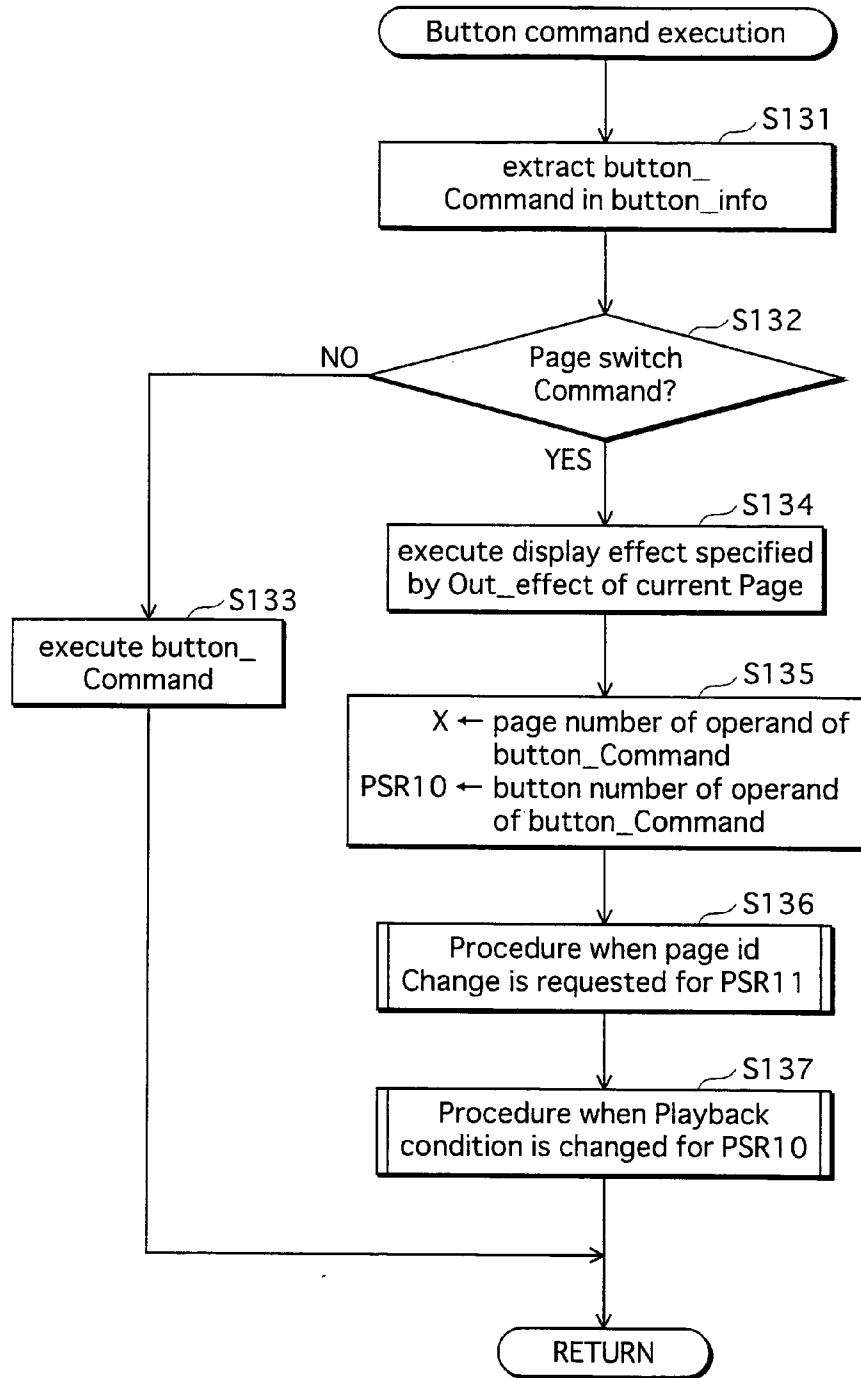 Button command execution
S131
extract button_
Command in button_info
S132
Page switch
Command?
NO
YES
S134
execute display effect specified
by Out_effect of current Page
S133
execute button_
Command
S135
X ← page number of operand of
button_Command
PSR10 ← button number of operand
of button_Command
S136
Procedure when page id
Change is requested for PSR11
S137
Procedure when Playback
condition is changed for PSR10
RETURN